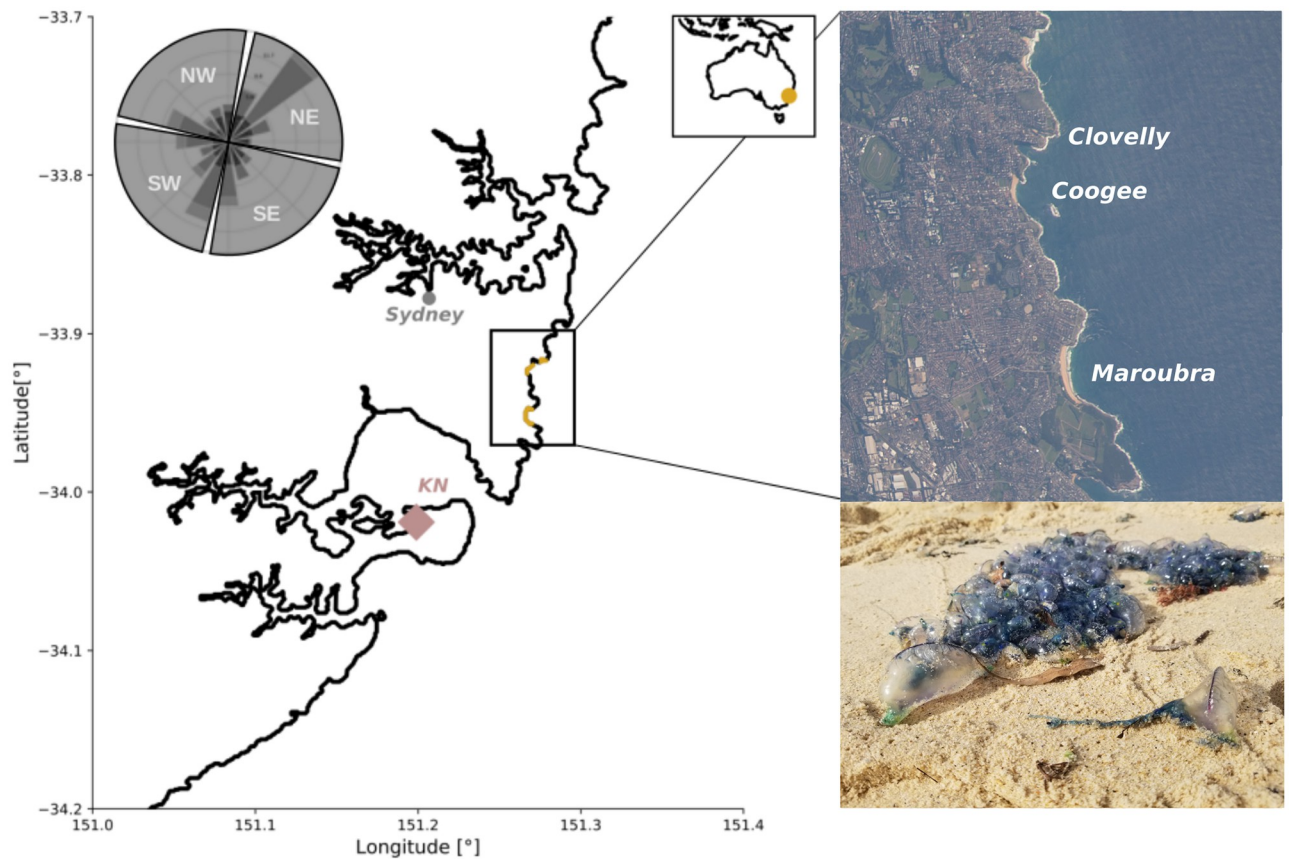 −33.7
−33.8
−33.9
−34.0
−34.1
−34.2
Latitude[°]
151.0
151.1
151.2
151.3
151.4
Longitude [°]
NW
NE
SW
SE
Sydney
KN
Clovelly
Coogee
Maroubra